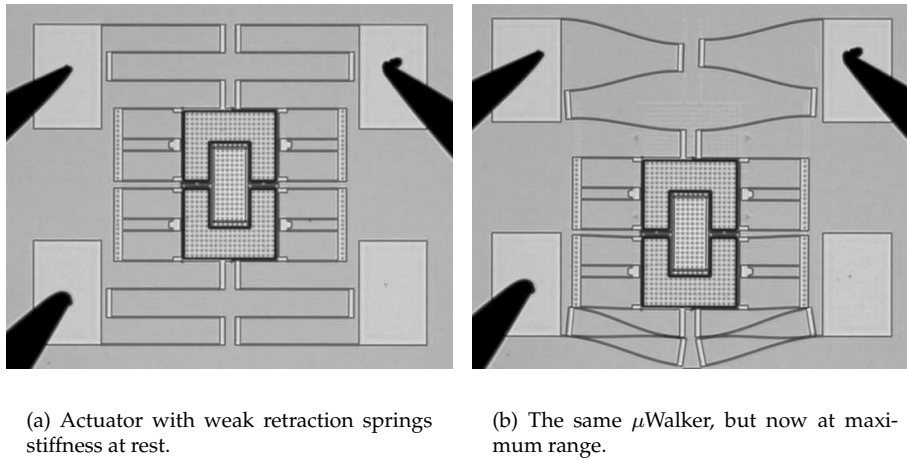 (a) Actuator with weak retraction springs
stiffness at rest.
(b) The same μWalker, but now at maxi-
mum range.